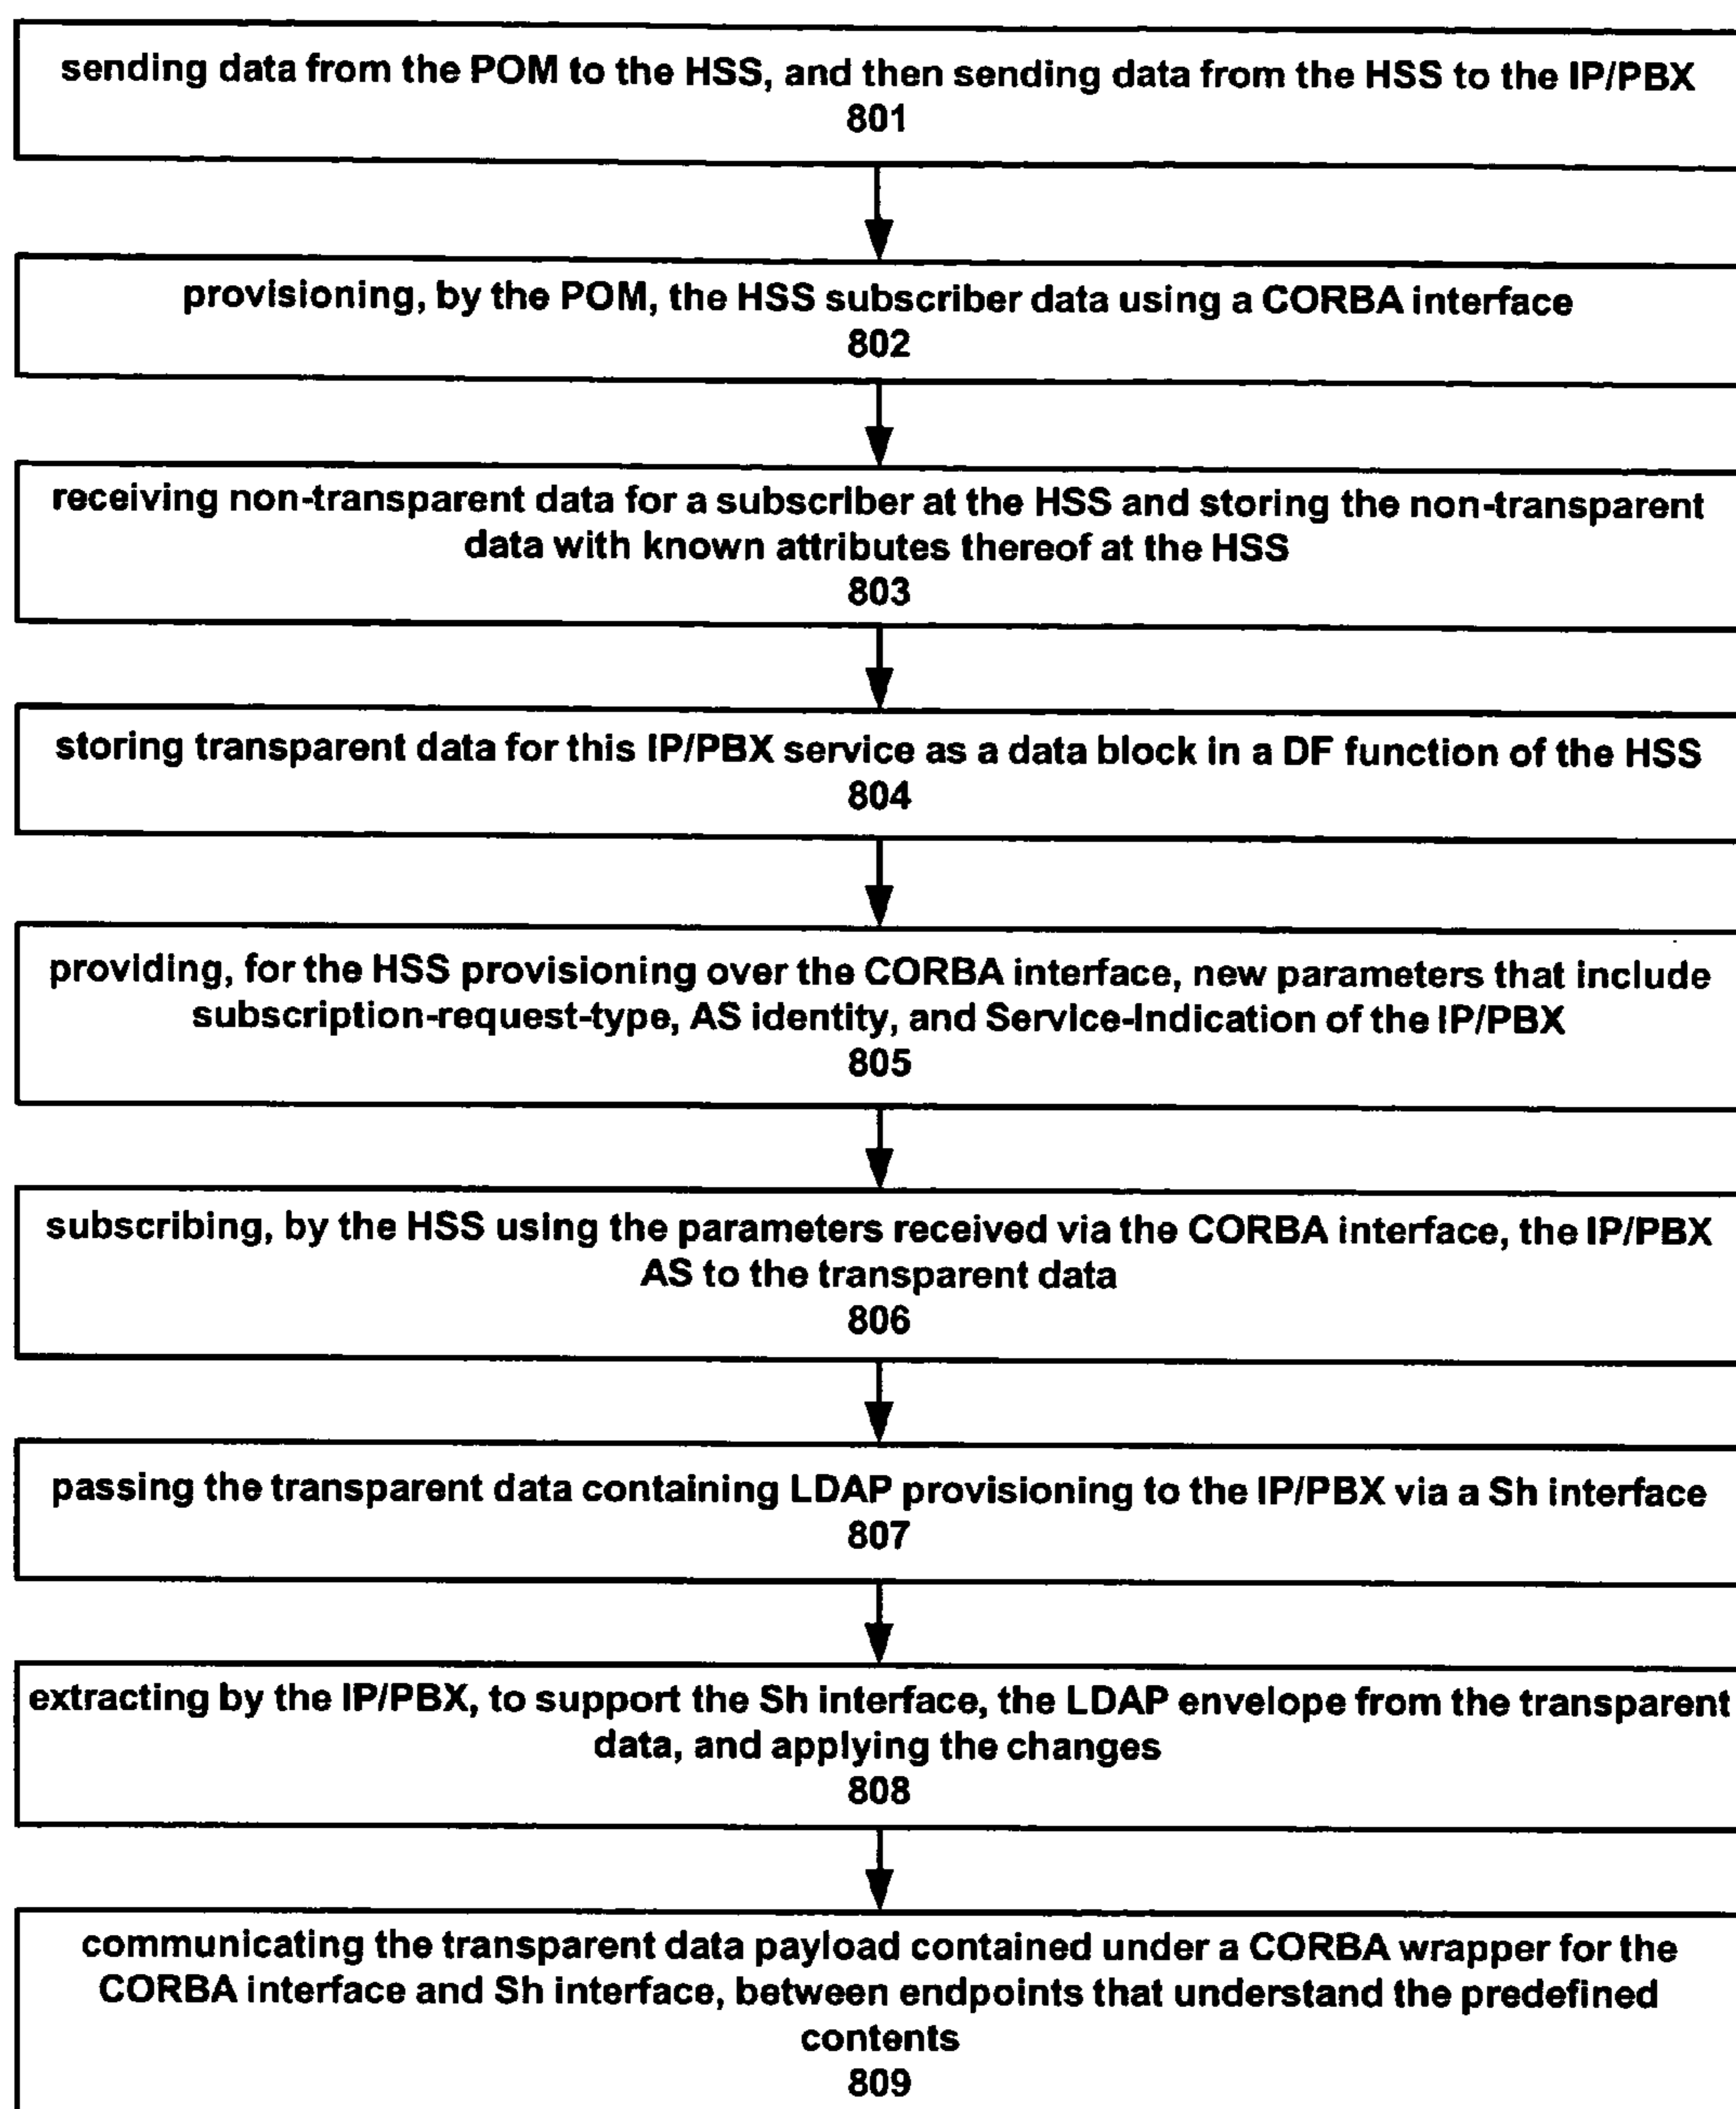 sending data from the POM to the HSS, and then sending data from the HSS to the IP/PBX
801
provisioning, by the POM, the HSS subscriber data using a CORBA interface
802
receiving non-transparent data for a subscriber at the HSS and storing the non-transparent
data with known attributes thereof at the HSS
803
storing transparent data for this IP/PBX service as a data block in a DF function of the HSS
804
providing, for the HSS provisioning over the CORBA interface, new parameters that include
subscription-request-type, AS identity, and Service-Indication of the IP/PBX
805
subscribing, by the HSS using the parameters received via the CORBA interface, the IP/PBX
AS to the transparent data
806
passing the transparent data containing LDAP provisioning to the IP/PBX via a Sh interface
807
extracting by the IP/PBX, to support the Sh interface, the LDAP envelope from the transparent
data, and applying the changes
808
communicating the transparent data payload contained under a CORBA wrapper for the
CORBA interface and Sh interface, between endpoints that understand the predefined
contents
809